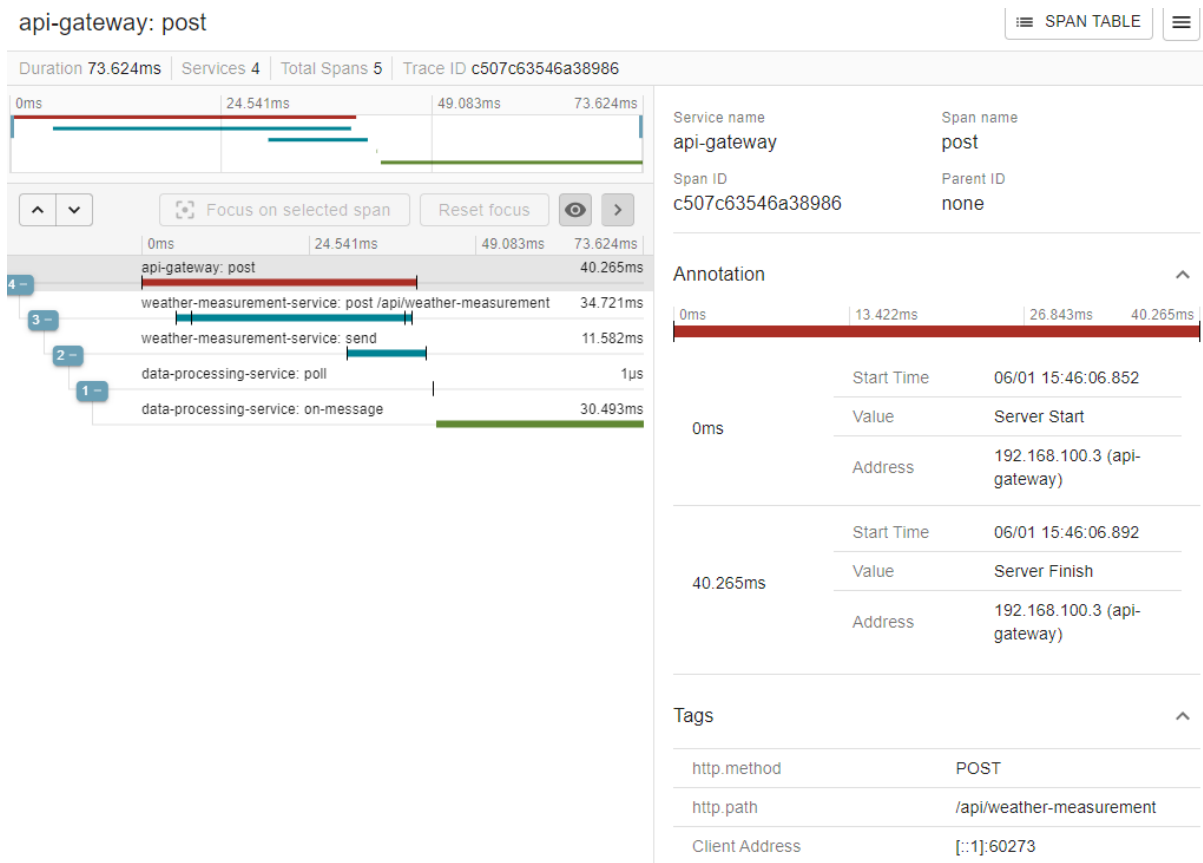 api-gateway: post
SPAN TABLE
Duration 73.624ms Services 4 Total Spans 5 Trace ID c507c63546a38986
0ms 24.541ms 49.083ms 73.624ms
Focus on selected span Reset focus
0ms 24.541ms 49.083ms 73.624ms
api-gateway: post 40.265ms
4 −
weather-measurement-service: post /api/weather-measurement 34.721ms
3 −
weather-measurement-service: send 11.582ms
2 −
data-processing-service: poll 1μs
1 −
data-processing-service: on-message 30.493ms
Service name Span name
api-gateway post
Span ID Parent ID
c507c63546a38986 none
Annotation
0ms 13.422ms 26.843ms 40.265ms
0ms
Start Time 06/01 15:46:06.852
Value Server Start
Address 192.168.100.3 (api-
gateway)
40.265ms
Start Time 06/01 15:46:06.892
Value Server Finish
Address 192.168.100.3 (api-
gateway)
Tags
http.method POST
http.path /api/weather-measurement
Client Address [::1]:60273